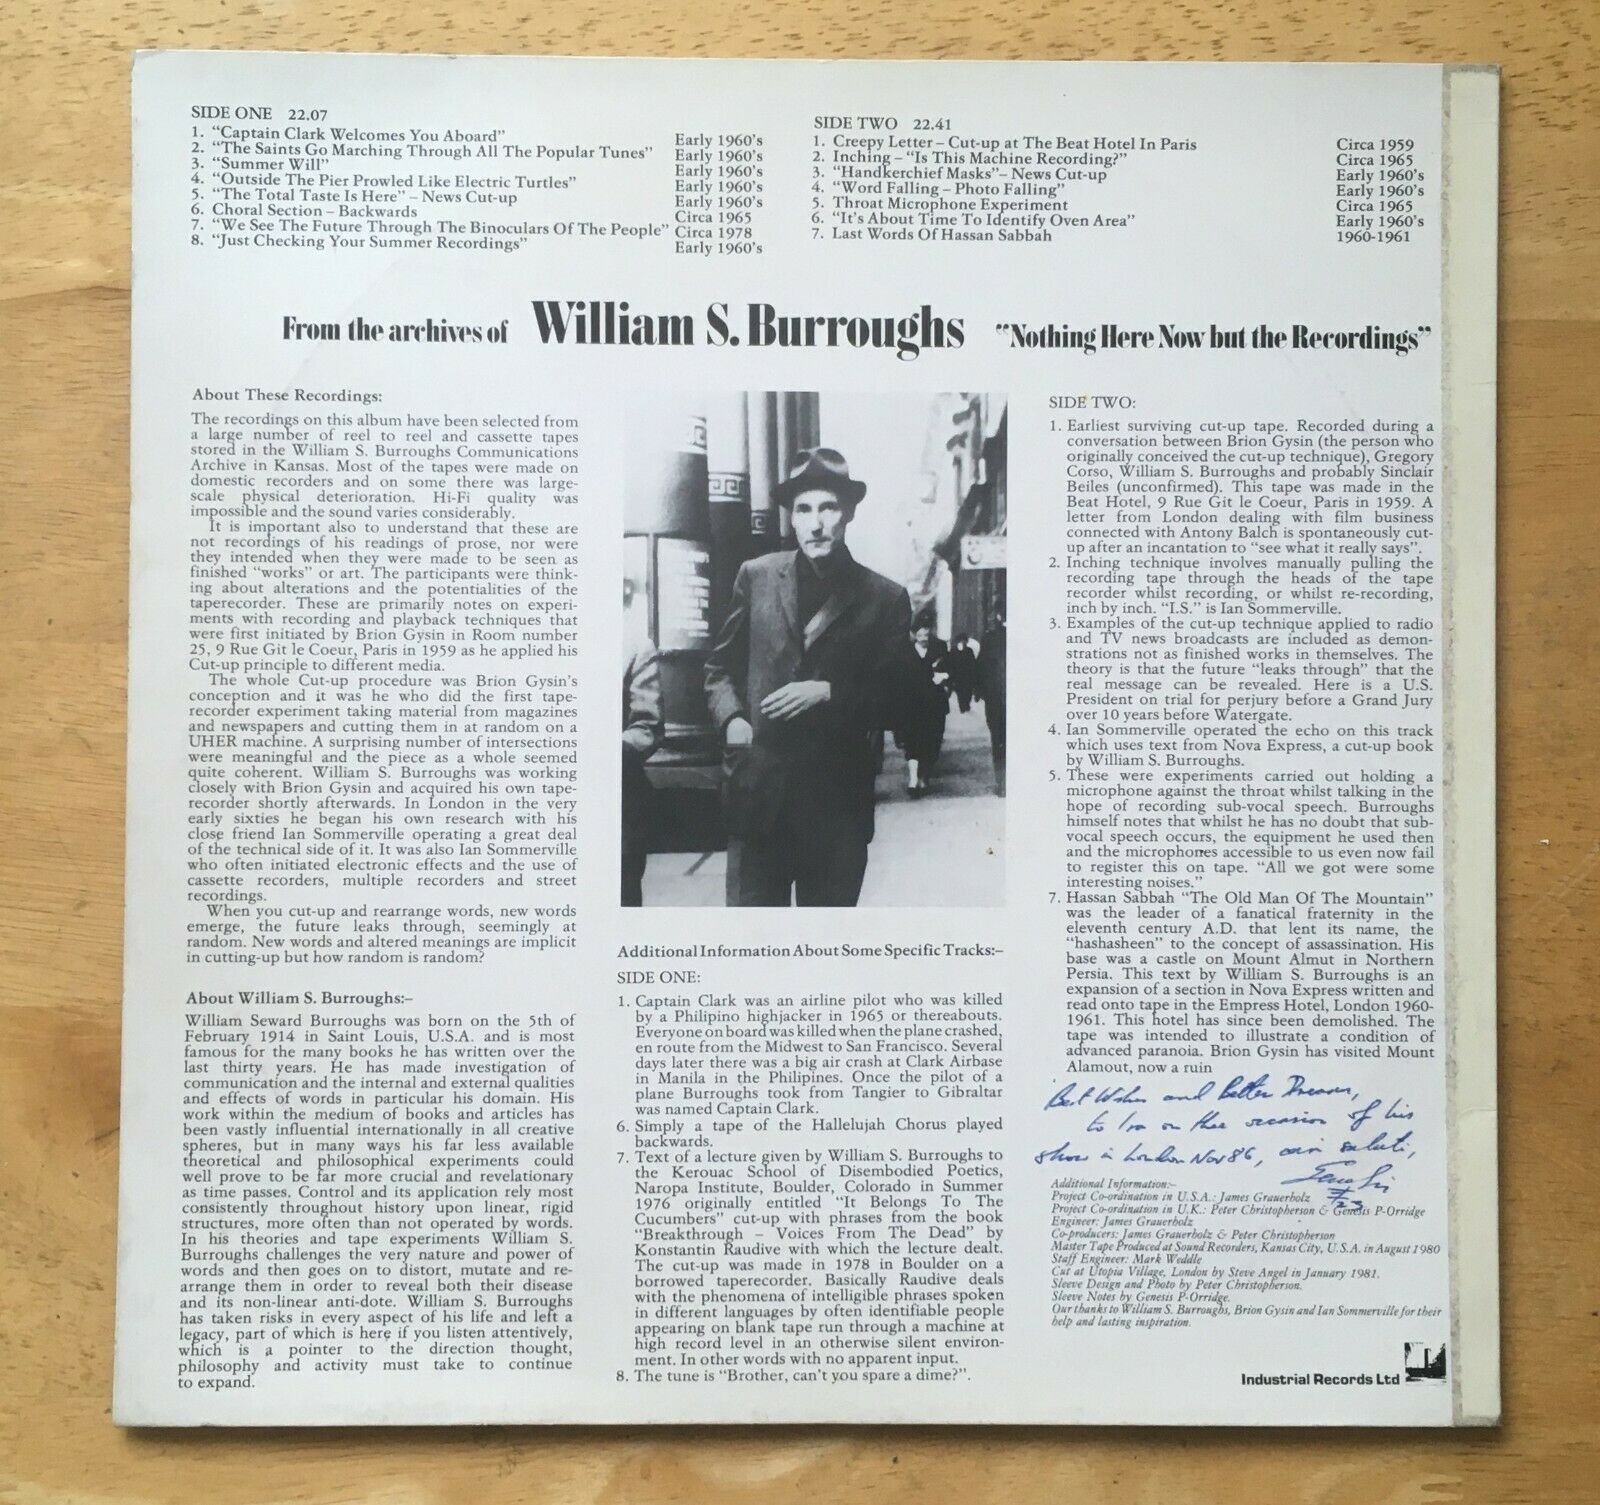 SIDE ONE 22.07
1. “Captain Clark Welcomes You Aboard” Early 1960's
2. “The Saints Go Marching Through All The Popular Tunes” Early 1960's
3. “Summer Will” Early 1960's
4. “Outside The Pier Prowled Like Electric Turtles” Early 1960's
5. “The Total Taste Is Here” – News Cut-up Early 1960's
6. Choral Section – Backwards Circa 1965
7. “We See The Future Through The Binoculars Of The People” Circa 1978
8. “Just Checking Your Summer Recordings” Early 1960's
SIDE TWO 22.41
1. Creepy Letter – Cut-up at The Beat Hotel In Paris Circa 1959
2. Inching – “Is This Machine Recording?” Circa 1965
3. “Handkerchief Masks” – News Cut-up Early 1960's
4. “Word Falling – Photo Falling” Early 1960's
5. Throat Microphone Experiment Circa 1965
6. “It's About Time To Identify Oven Area” Early 1960's
7. Last Words Of Hassan Sabbah 1960-1961
From the archives of William S. Burroughs “Nothing Here Now but the Recordings”
About These Recordings:
The recordings on this album have been selected from
a large number of reel to reel and cassette tapes
stored in the William S. Burroughs Communications
Archive in Kansas. Most of the tapes were made on
domestic recorders and on some there was large-
scale physical deterioration. Hi-Fi quality was
impossible and the sound varies considerably.
It is important also to understand that these are
not recordings of his readings of prose, nor were
they intended when they were made to be seen as
finished “works” or art. The participants were think-
ing about alterations and the potentialities of the
taperecorder. These are primarily notes on experi-
ments with recording and playback techniques that
were first initiated by Brion Gysin in Room number
25, 9 Rue Git le Coeur, Paris in 1959 as he applied his
Cut-up principle to different media.
The whole Cut-up procedure was Brion Gysin's
conception and it was he who did the first tape-
recorder experiment taking material from magazines
and newspapers and cutting them in at random on a
UHER machine. A surprising number of intersections
were meaningful and the piece as a whole seemed
quite coherent. William S. Burroughs was working
closely with Brion Gysin and acquired his own tape-
recorder shortly afterwards. In London in the very
early sixties he began his own research with his
close friend Ian Sommerville operating a great deal
of the technical side of it. It was also Ian Sommerville
who often initiated electronic effects and the use of
cassette recorders, multiple recorders and street
recordings.
When you cut-up and rearrange words, new words
emerge, the future leaks through, seemingly at
random. New words and altered meanings are implicit
in cutting-up but how random is random?
About William S. Burroughs:–
William Seward Burroughs was born on the 5th of
February 1914 in Saint Louis, U.S.A. and is most
famous for the many books he has written over the
last thirty years. He has made investigation of
communication and the internal and external qualities
and effects of words in particular his domain. His
work within the medium of books and articles has
been vastly influential internationally in all creative
spheres, but in many ways his far less available
theoretical and philosophical experiments could
well prove to be far more crucial and revelationary
as time passes. Control and its application rely most
consistently throughout history upon linear, rigid
structures, more often than not operated by words.
In his theories and tape experiments William S.
Burroughs challenges the very nature and power of
words and then goes on to distort, mutate and re-
arrange them in order to reveal both their disease
and its non-linear anti-dote. William S. Burroughs
has taken risks in every aspect of his life and left a
legacy, part of which is here if you listen attentively,
which is a pointer to the direction thought,
philosophy and activity must take to continue
to expand.
Additional Information About Some Specific Tracks:–
SIDE ONE:
1. Captain Clark was an airline pilot who was killed
by a Philipino highjacker in 1965 or thereabouts.
Everyone on board was killed when the plane crashed,
en route from the Midwest to San Francisco. Several
days later there was a big air crash at Clark Airbase
in Manila in the Philipines. Once the pilot of a
plane Burroughs took from Tangier to Gibraltar
was named Captain Clark.
6. Simply a tape of the Hallelujah Chorus played
backwards.
7. Text of a lecture given by William S. Burroughs to
the Kerouac School of Disembodied Poetics,
Naropa Institute, Boulder, Colorado in Summer
1976 originally entitled “It Belongs To The
Cucumbers” cut-up with phrases from the book
“Breakthrough – Voices From The Dead” by
Konstantin Raudive with which the lecture dealt.
The cut-up was made in 1978 in Boulder on a
borrowed taperecorder. Basically Raudive deals
with the phenomena of intelligible phrases spoken
in different languages by often identifiable people
appearing on blank tape run through a machine at
high record level in an otherwise silent environ-
ment. In other words with no apparent input.
8. The tune is “Brother, can't you spare a dime?”.
SIDE TWO:
1. Earliest surviving cut-up tape. Recorded during a
conversation between Brion Gysin (the person who
originally conceived the cut-up technique), Gregory
Corso, William S. Burroughs and probably Sinclair
Beiles (unconfirmed). This tape was made in the
Beat Hotel, 9 Rue Git le Coeur, Paris in 1959. A
letter from London dealing with film business
connected with Antony Balch is spontaneously cut-
up after an incantation to “see what it really says”.
2. Inching technique involves manually pulling the
recording tape through the heads of the tape
recorder whilst recording, or whilst re-recording,
inch by inch. “I.S.” is Ian Sommerville.
3. Examples of the cut-up technique applied to radio
and TV news broadcasts are included as demon-
strations not as finished works in themselves. The
theory is that the future “leaks through” that the
real message can be revealed. Here is a U.S.
President on trial for perjury before a Grand Jury
over 10 years before Watergate.
4. Ian Sommerville operated the echo on this track
which uses text from Nova Express, a cut-up book
by William S. Burroughs.
5. These were experiments carried out holding a
microphone against the throat whilst talking in the
hope of recording sub-vocal speech. Burroughs
himself notes that whilst he has no doubt that sub-
vocal speech occurs, the equipment he used then
and the microphones accessible to us even now fail
to register this on tape. “All we got were some
interesting noises.”
7. Hassan Sabbah “The Old Man Of The Mountain”
was the leader of a fanatical fraternity in the
eleventh century A.D. that lent its name, the
“hashasheen” to the concept of assassination. His
base was a castle on Mount Almut in Northern
Persia. This text by William S. Burroughs is an
expansion of a section in Nova Express written and
read onto tape in the Empress Hotel, London 1960-
1961. This hotel has since been demolished. The
tape was intended to illustrate a condition of
advanced paranoia. Brion Gysin has visited Mount
Alamout, now a ruin
Best Wishes and Better Dreams,
to on the occasion of his
show in London Nov 86,
Additional Information:–
Project Co-ordination in U.S.A.: James Grauerholz
Project Co-ordination in U.K.: Peter Christopherson & Genesis P-Orridge
Engineer: James Grauerholz
Co-producers: James Grauerholz & Peter Christopherson
Master Tape Produced at Sound Recorders, Kansas City, U.S.A. in August 1980
Staff Engineer: Mark Weddle
Cut at Utopia Village, London by Steve Angel in January 1981.
Sleeve Design and Photo by Peter Christopherson.
Sleeve Notes by Genesis P-Orridge.
Our thanks to William S. Burroughs, Brion Gysin and Ian Sommerville for their
help and lasting inspiration.
Industrial Records Ltd